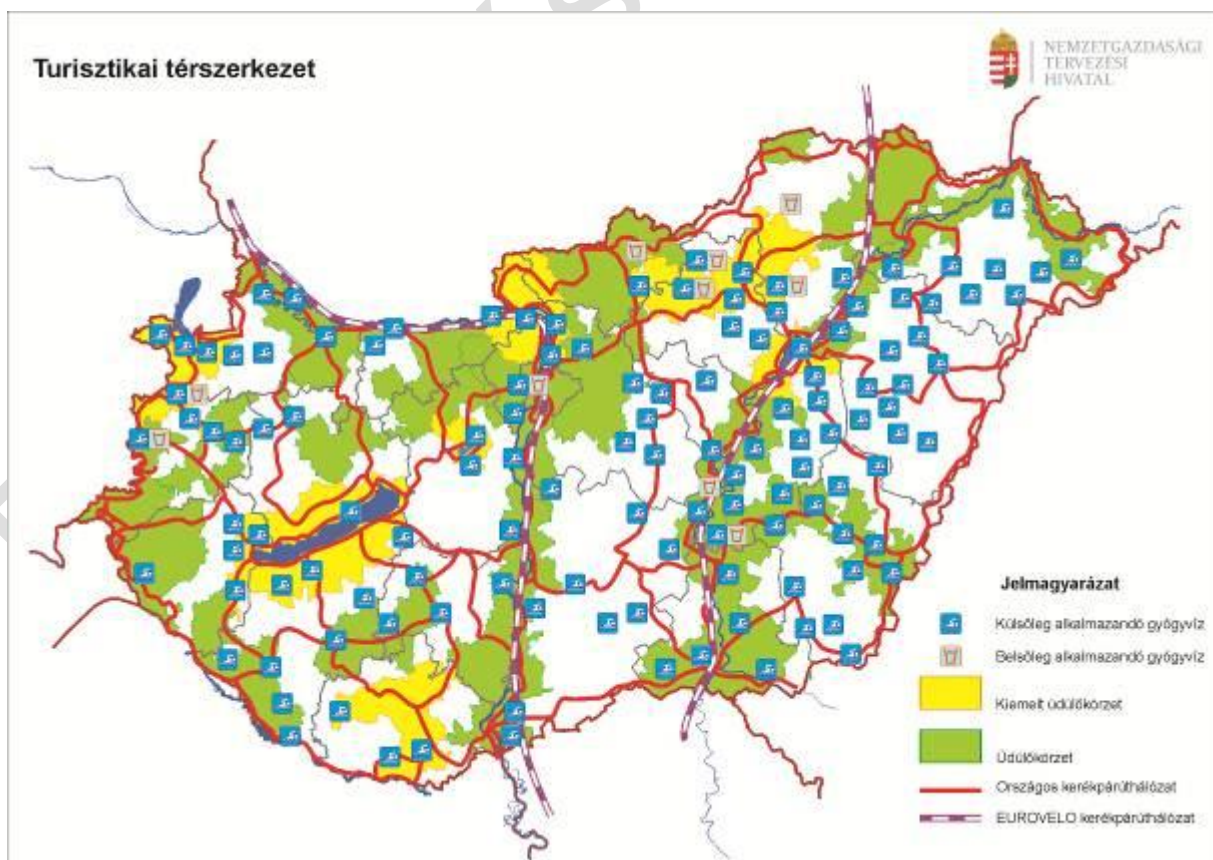 Turisztikai térszerkezet
NEMZETGAZDASÁGI
TERVEZÉSI
HIVATAL
Jelmagyarázat
Külsőleg alkalmazandó gyógyvíz
Belsőleg alkalmazandó gyógyvíz
Kiemelt üdülőkörzet
Üdülőkörzet
Országos kerékpárúthálózat
EUROVELO kerékpárúthálózat